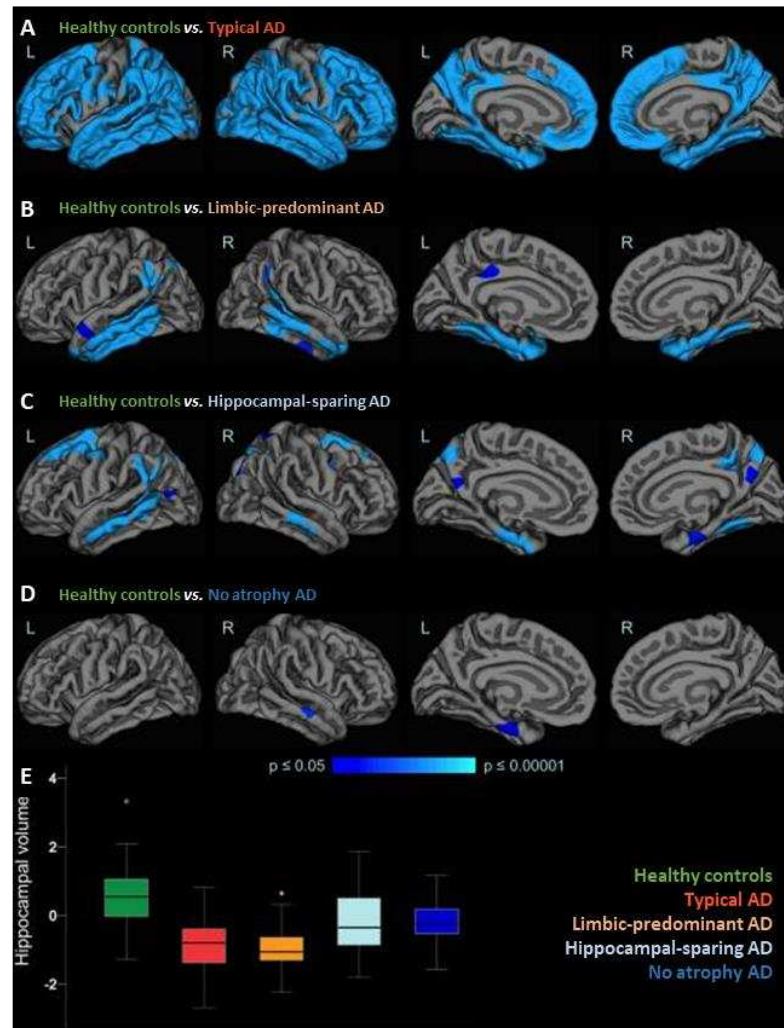 A Healthy controls vs. Typical AD
L R L R
B Healthy controls vs. Limbic-predominant AD
L R L R
C Healthy controls vs. Hippocampal-sparing AD
L R L R
D Healthy controls vs. No atrophy AD
L R L R
p ≤ 0.05 p ≤ 0.00001
E
Hippocampal volume
4
2
0
-2
Healthy controls
Typical AD
Limbic-predominant AD
Hippocampal-sparing AD
No atrophy AD